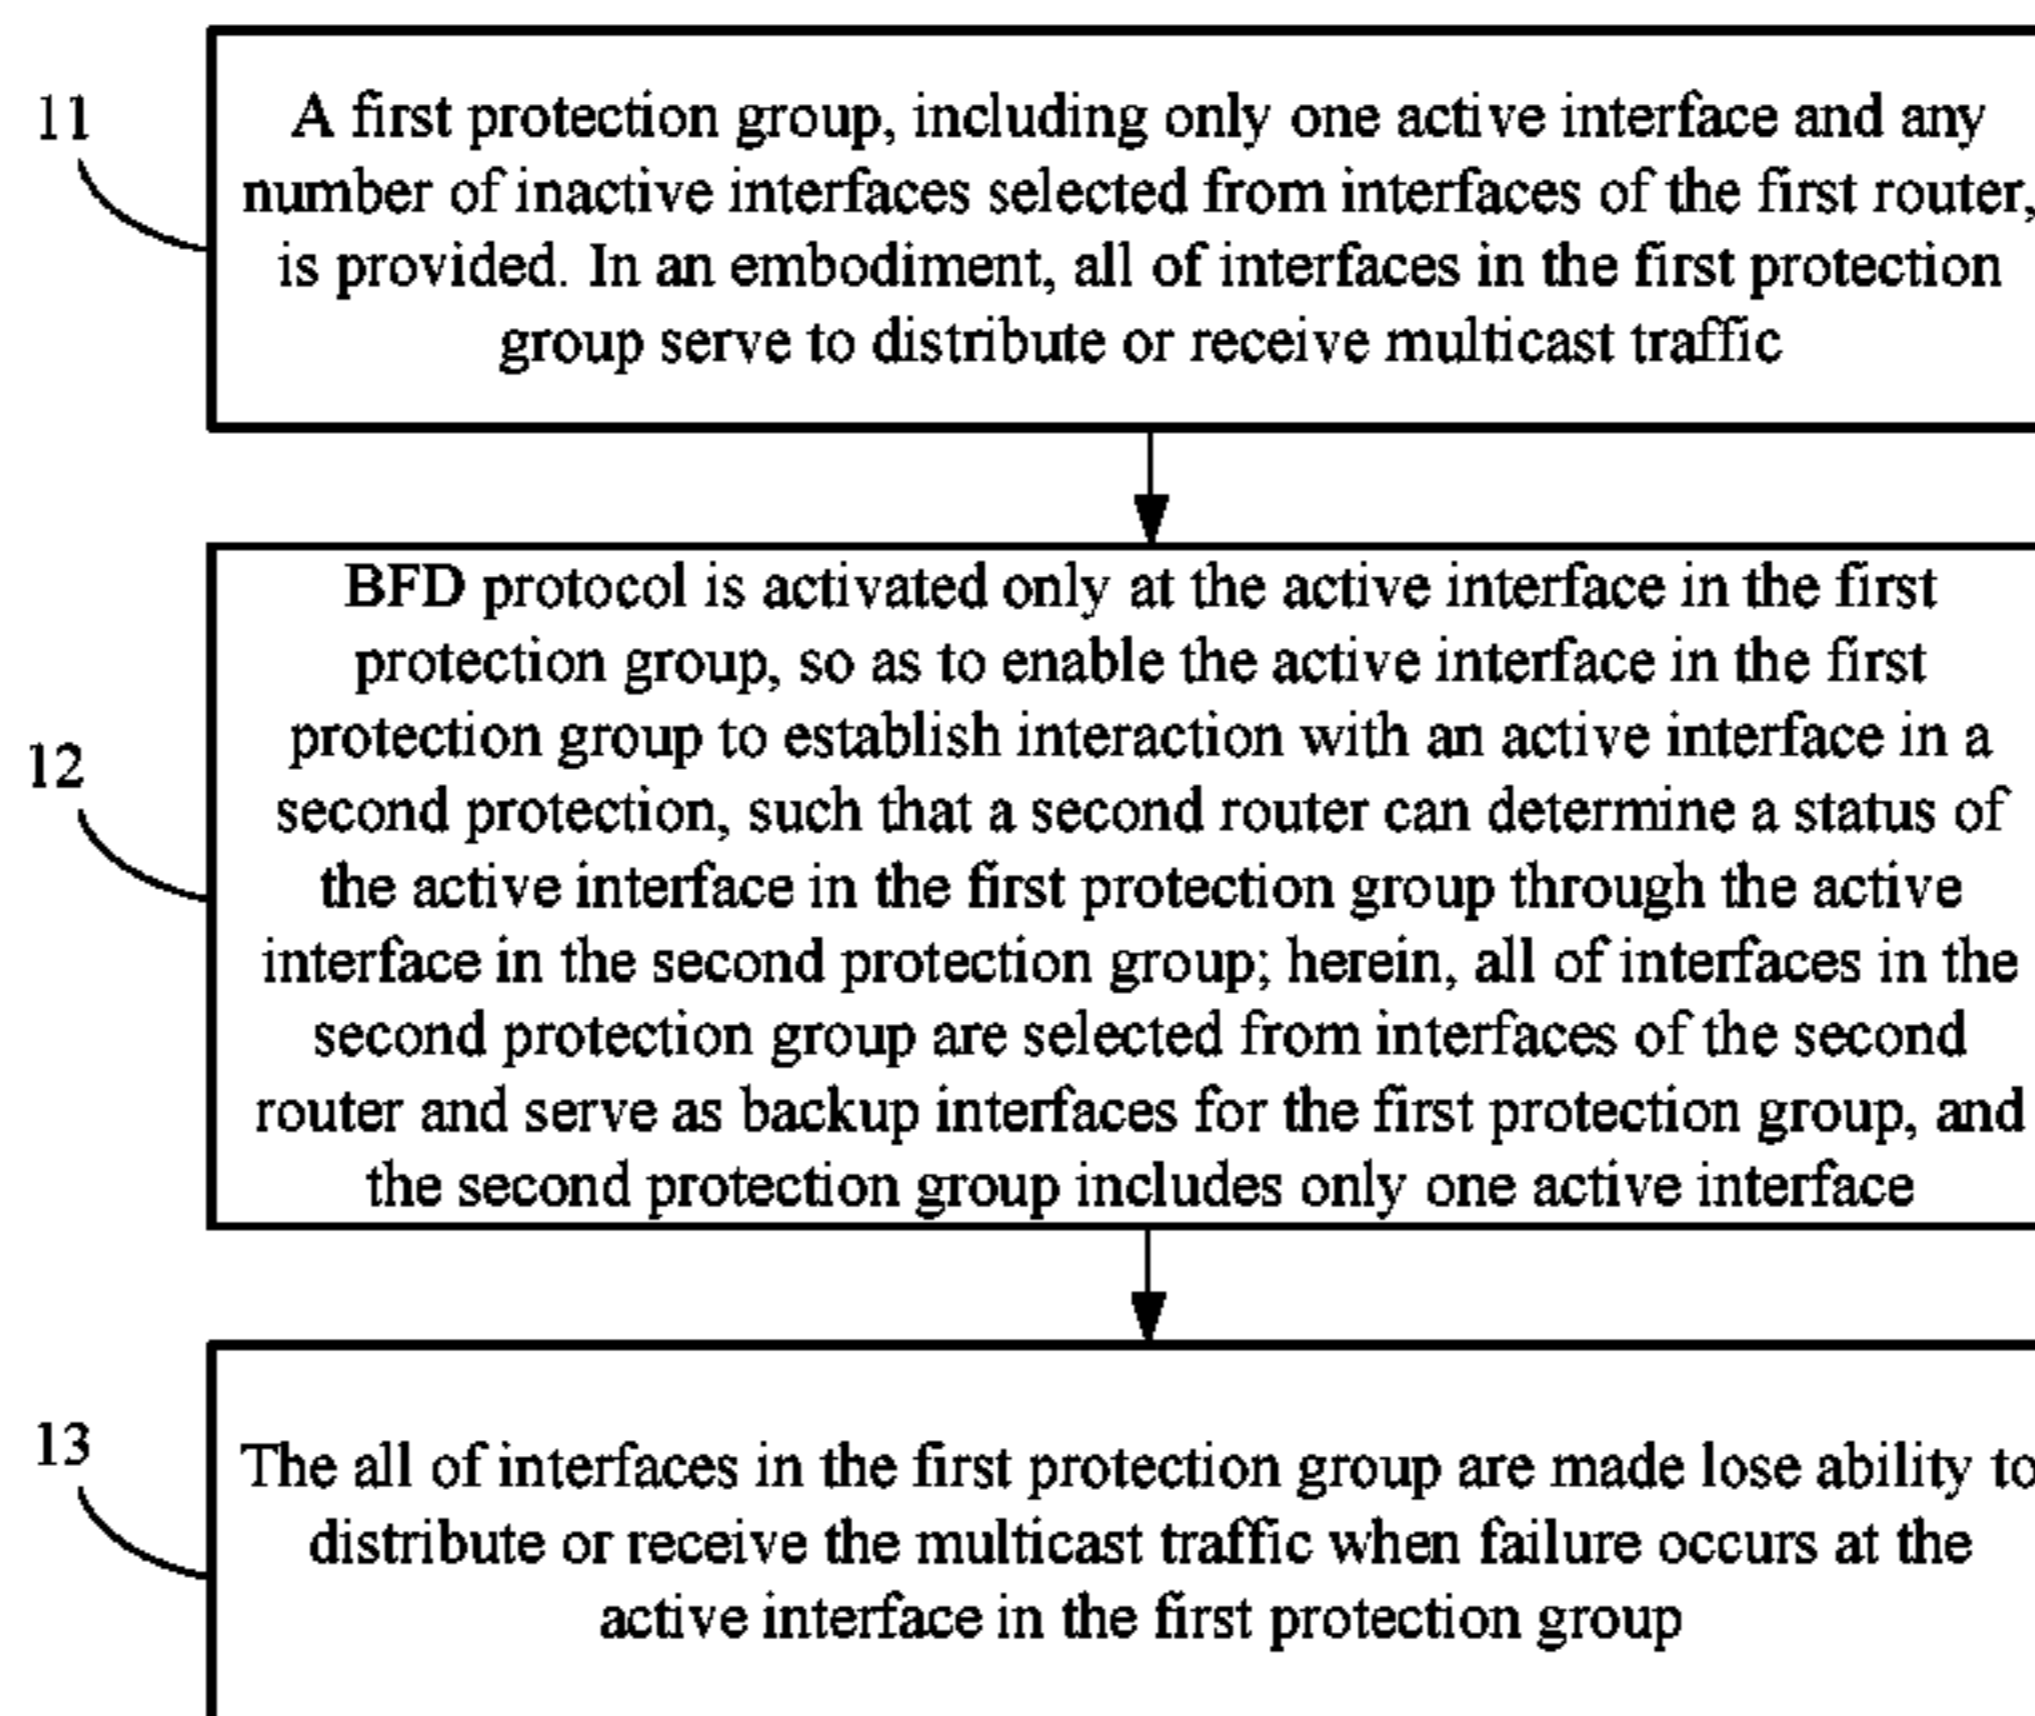 11
A first protection group, including only one active interface and any
number of inactive interfaces selected from interfaces of the first router,
is provided. In an embodiment, all of interfaces in the first protection
group serve to distribute or receive multicast traffic
12
BFD protocol is activated only at the active interface in the first
protection group, so as to enable the active interface in the first
protection group to establish interaction with an active interface in a
second protection, such that a second router can determine a status of
the active interface in the first protection group through the active
interface in the second protection group; herein, all of interfaces in the
second protection group are selected from interfaces of the second
router and serve as backup interfaces for the first protection group, and
the second protection group includes only one active interface
13
The all of interfaces in the first protection group are made lose ability to
distribute or receive the multicast traffic when failure occurs at the
active interface in the first protection group